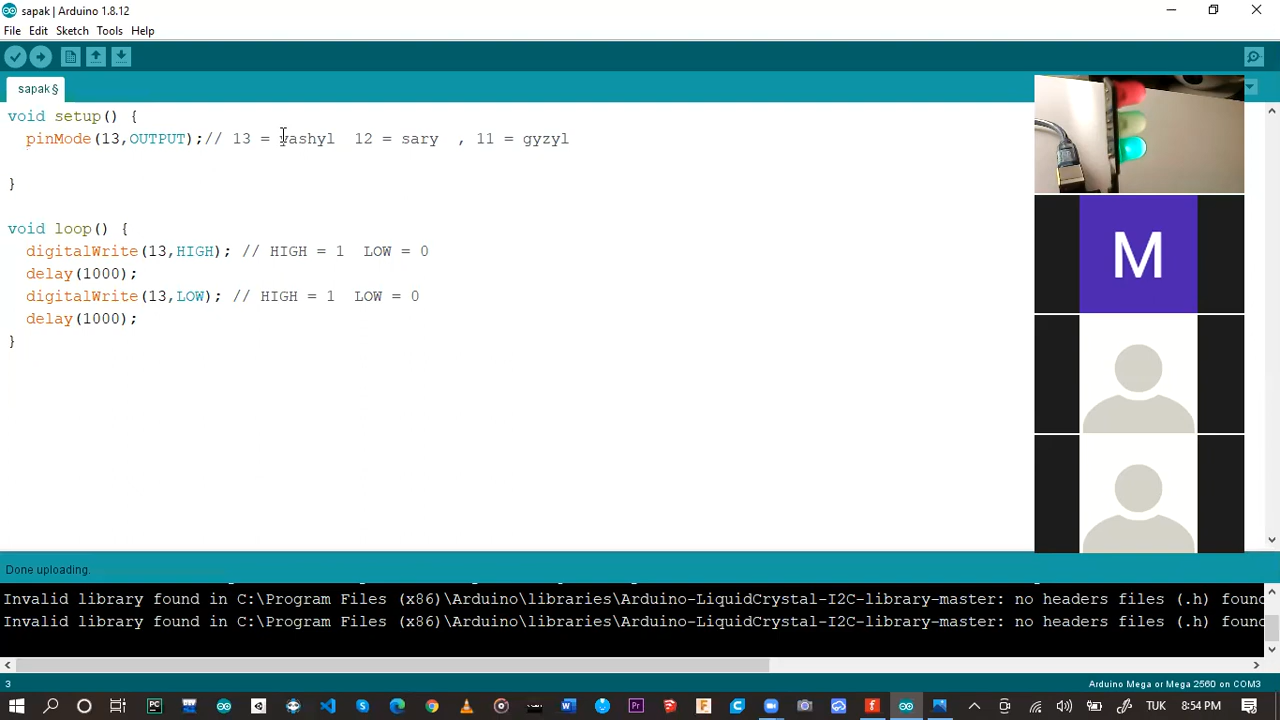 sapak | Arduino 1.8.12
File Edit Sketch Tools Help
sapak §
void setup() {
pinMode(13,OUTPUT);// 13 = yashyl 12 = sary , 11 = gyzyl
}
void loop() {
digitalWrite(13,HIGH); // HIGH = 1 LOW = 0
delay(1000);
digitalWrite(13,LOW); // HIGH = 1 LOW = 0
delay(1000);
}
M
Done uploading.
Invalid library found in C:\Program Files (x86)\Arduino\libraries\Arduino-LiquidCrystal-I2C-library-master: no headers files (.h) found
Invalid library found in C:\Program Files (x86)\Arduino\libraries\Arduino-LiquidCrystal-I2C-library-master: no headers files (.h) found
3
Arduino Mega or Mega 2560 on COM3
TUK
8:54 PM